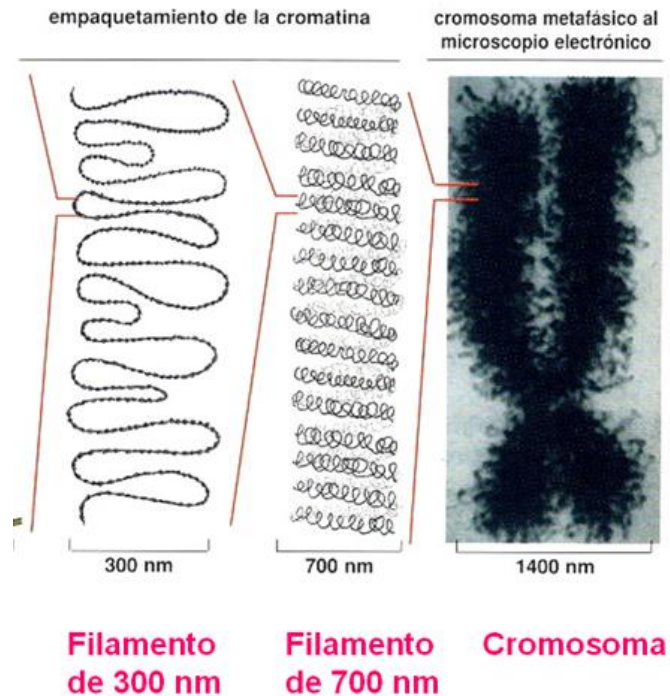 empaquetamiento de la cromatina
cromosoma metafásico al
microscopio electrónico
300 nm
700 nm
1400 nm
Filamento
de 300 nm
Filamento
de 700 nm
Cromosoma